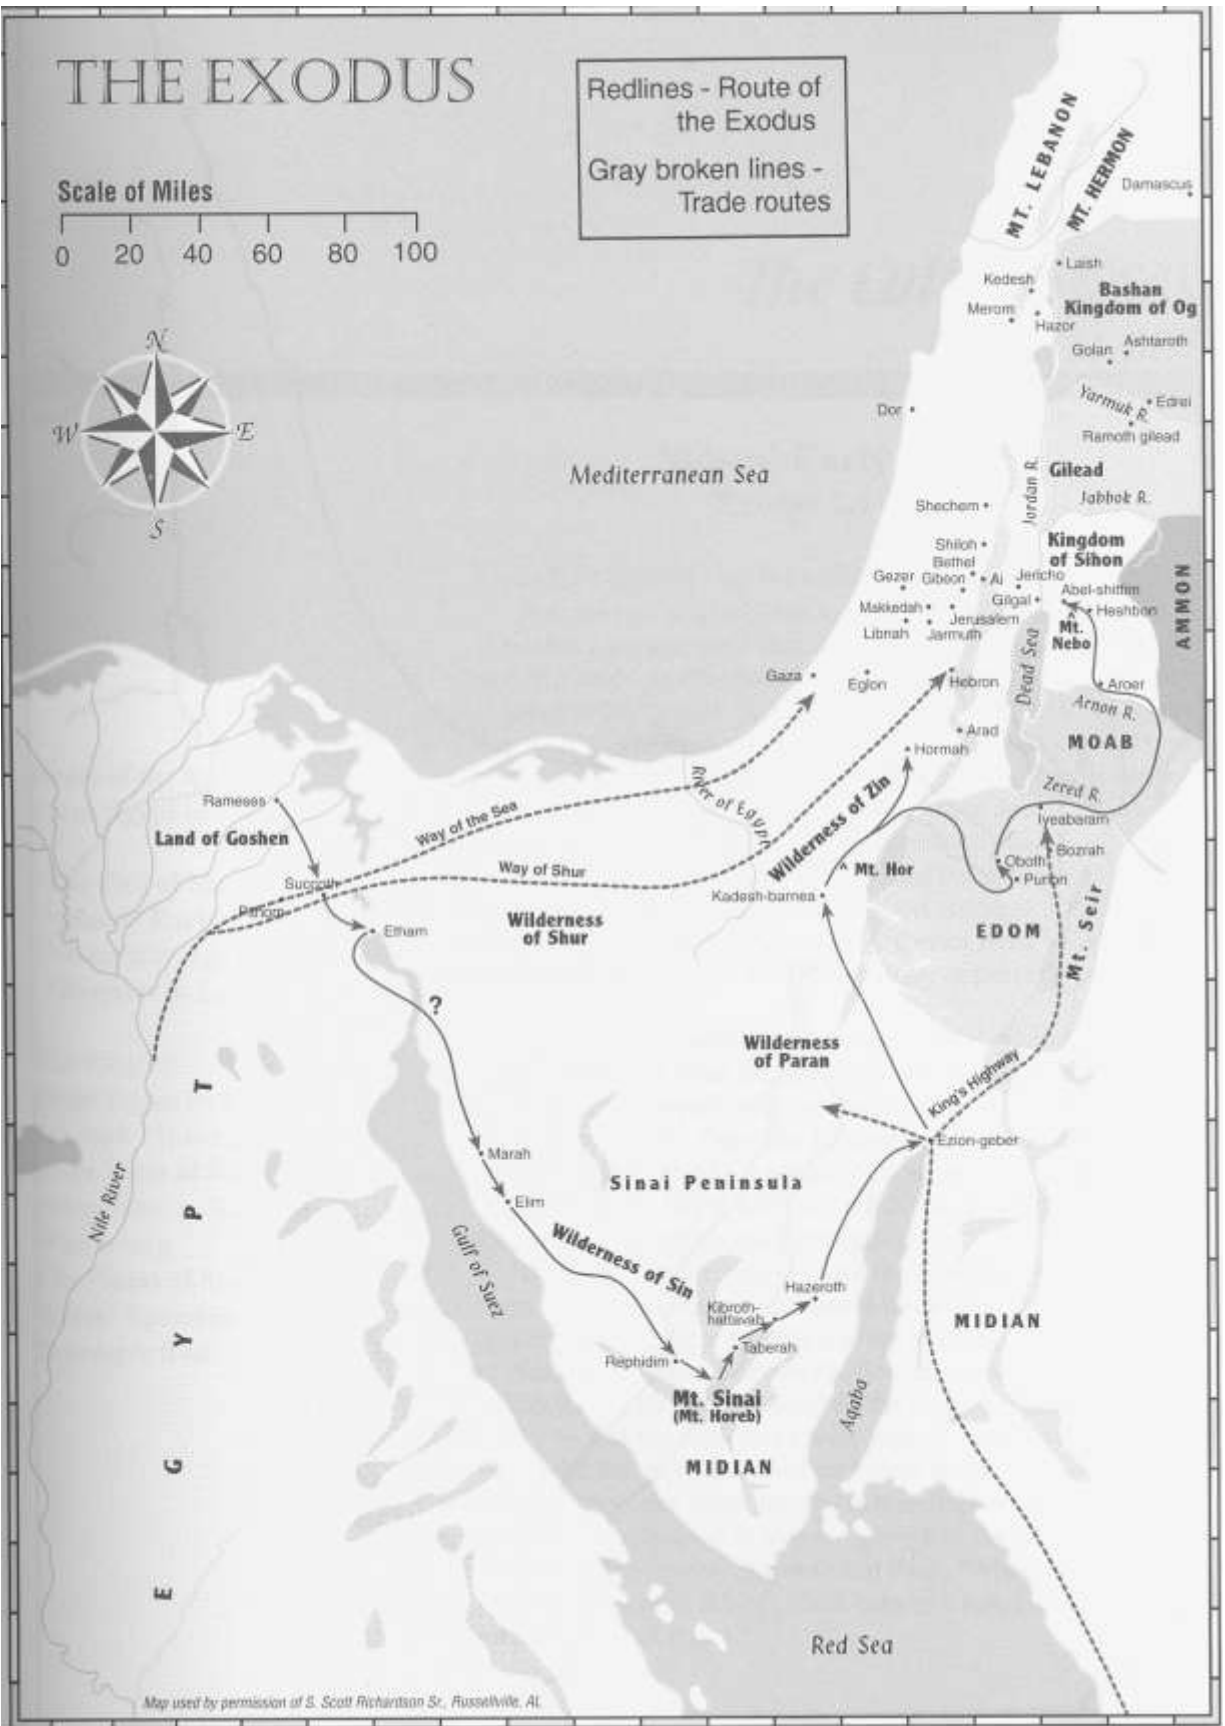 THE EXODUS
Redlines - Route of
the Exodus
Gray broken lines -
Trade routes
Scale of Miles
0 20 40 60 80 100
N
W
E
S
MT. LEBANON
MT. HERMON
Damascus
Laish
Kedesh
Bashan
Kingdom of Og
Merom
Hazor
Golan
Ashtaroth
Yarmuk R.
Edrei
Ramoth gilead
Dor
Mediterranean Sea
Jordan R.
Gilead
Jabbok R.
Shechem
Shiloh
Kingdom
of Sihon
Bethel
Gezer
Gibeon
Ai
Jericho
Abel-shittim
Gilgal
Heshbon
AMMON
Makkedah
Jerusalem
Mt.
Nebo
Libnah
Jarmuth
Dead Sea
Gaza
Eglon
Hebron
Aroer
Arnon R.
Arad
Hormah
MOAB
River of Egypt
Wilderness of Zin
Zered R.
Iyeabaram
Rameses
Land of Goshen
Way of the Sea
Way of Shur
Mt. Hor
Oboth
Bozrah
Punon
Succoth
Pithom
Kadesh-barnea
Wilderness
of Shur
Etham
EDOM
Mt. Seir
?
Wilderness
of Paran
King's Highway
Ezion-geber
Marah
Sinai Peninsula
Elim
Nile River
EGYPT
Gulf of Suez
Wilderness of Sin
Hazeroth
Kibroth-
hattavah
Taberah
Rephidim
MIDIAN
Mt. Sinai
(Mt. Horeb)
Aqaba
MIDIAN
Red Sea
Map used by permission of S. Scott Richardson Sr., Russellville, AL